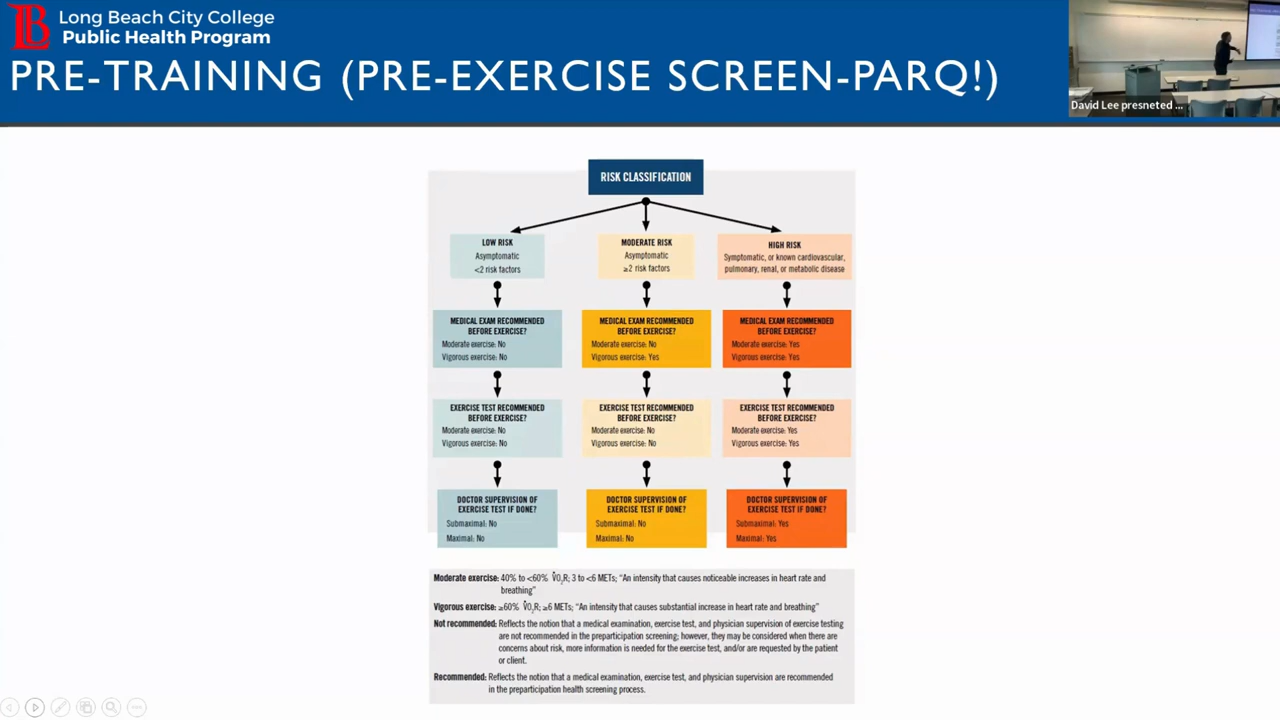 Long Beach City College
Public Health Program
PRE-TRAINING (PRE-EXERCISE SCREEN-PARQ!)
David Lee presneted ...
RISK CLASSIFICATION
LOW RISK
Asymptomatic
<2 risk factors
MODERATE RISK
Asymptomatic
≥2 risk factors
HIGH RISK
Symptomatic, or known cardiovascular,
pulmonary, renal, or metabolic disease
MEDICAL EXAM RECOMMENDED
BEFORE EXERCISE?
Moderate exercise: No
Vigorous exercise: No
MEDICAL EXAM RECOMMENDED
BEFORE EXERCISE?
Moderate exercise: No
Vigorous exercise: Yes
MEDICAL EXAM RECOMMENDED
BEFORE EXERCISE?
Moderate exercise: Yes
Vigorous exercise: Yes
EXERCISE TEST RECOMMENDED
BEFORE EXERCISE?
Moderate exercise: No
Vigorous exercise: No
EXERCISE TEST RECOMMENDED
BEFORE EXERCISE?
Moderate exercise: No
Vigorous exercise: No
EXERCISE TEST RECOMMENDED
BEFORE EXERCISE?
Moderate exercise: Yes
Vigorous exercise: Yes
DOCTOR SUPERVISION OF
EXERCISE TEST IF DONE?
Submaximal: No
Maximal: No
DOCTOR SUPERVISION OF
EXERCISE TEST IF DONE?
Submaximal: No
Maximal: No
DOCTOR SUPERVISION OF
EXERCISE TEST IF DONE?
Submaximal: Yes
Maximal: Yes
Moderate exercise: 40% to <60% V̇O₂R; 3 to <6 METs; “An intensity that causes noticeable increases in heart rate and
breathing”
Vigorous exercise: ≥60% V̇O₂R; ≥6 METs; “An intensity that causes substantial increase in heart rate and breathing”
Not recommended: Reflects the notion that a medical examination, exercise test, and physician supervision of exercise testing
are not recommended in the preparticipation screening; however, they may be considered when there are
concerns about risk, more information is needed for the exercise test, and/or are requested by the patient
or client.
Recommended: Reflects the notion that a medical examination, exercise test, and physician supervision are recommended
in the preparticipation health screening process.